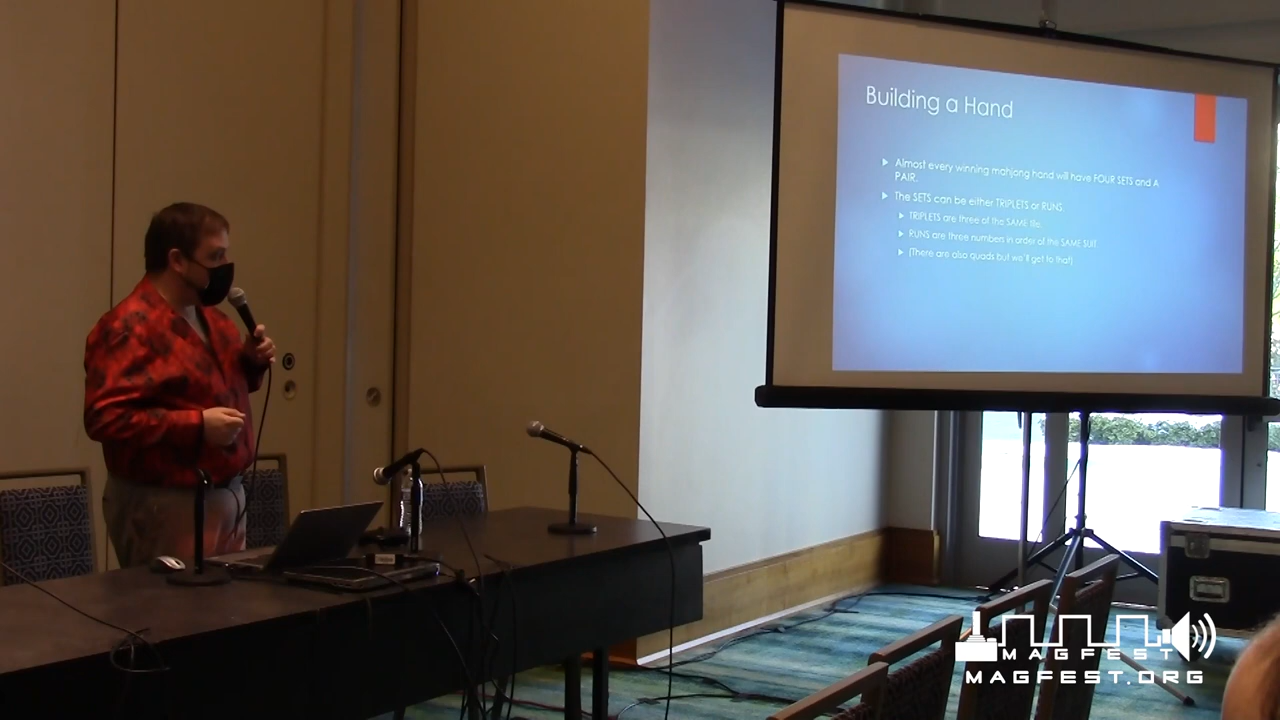 Building a Hand
Almost every winning mahjong hand will have FOUR SETS and A
PAIR.
The SETS can be either TRIPLETS or RUNS.
TRIPLETS are three of the SAME tile.
RUNS are three numbers in order of the SAME SUIT.
(There are also quads but we'll get to that)
MAGFEST
MAGFEST.ORG